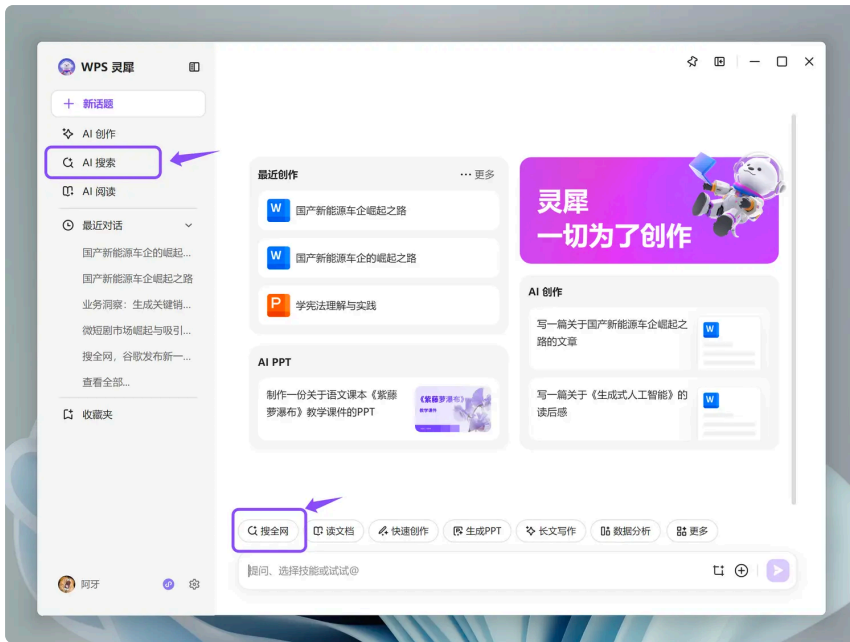 WPS 灵犀
新话题
AI 创作
AI 搜索
AI 阅读
最近对话
国产新能源车企的崛起...
国产新能源车企崛起之路
业务洞察：生成关键销...
微短剧市场崛起与吸引...
搜全网，谷歌发布新一...
查看全部...
收藏夹
阿牙
最近创作
··· 更多
W 国产新能源车企崛起之路
W 国产新能源车企的崛起之路
P 学宪法理解与实践
AI PPT
制作一份关于语文课本《紫藤
萝瀑布》教学课件的PPT
《紫藤萝瀑布》
教学课件
灵犀
一切为了创作
AI 创作
写一篇关于国产新能源车企崛起之
路的文章
W
写一篇关于《生成式人工智能》的
读后感
W
搜全网
读文档
快速创作
生成PPT
长文写作
数据分析
更多
提问、选择技能或试试@